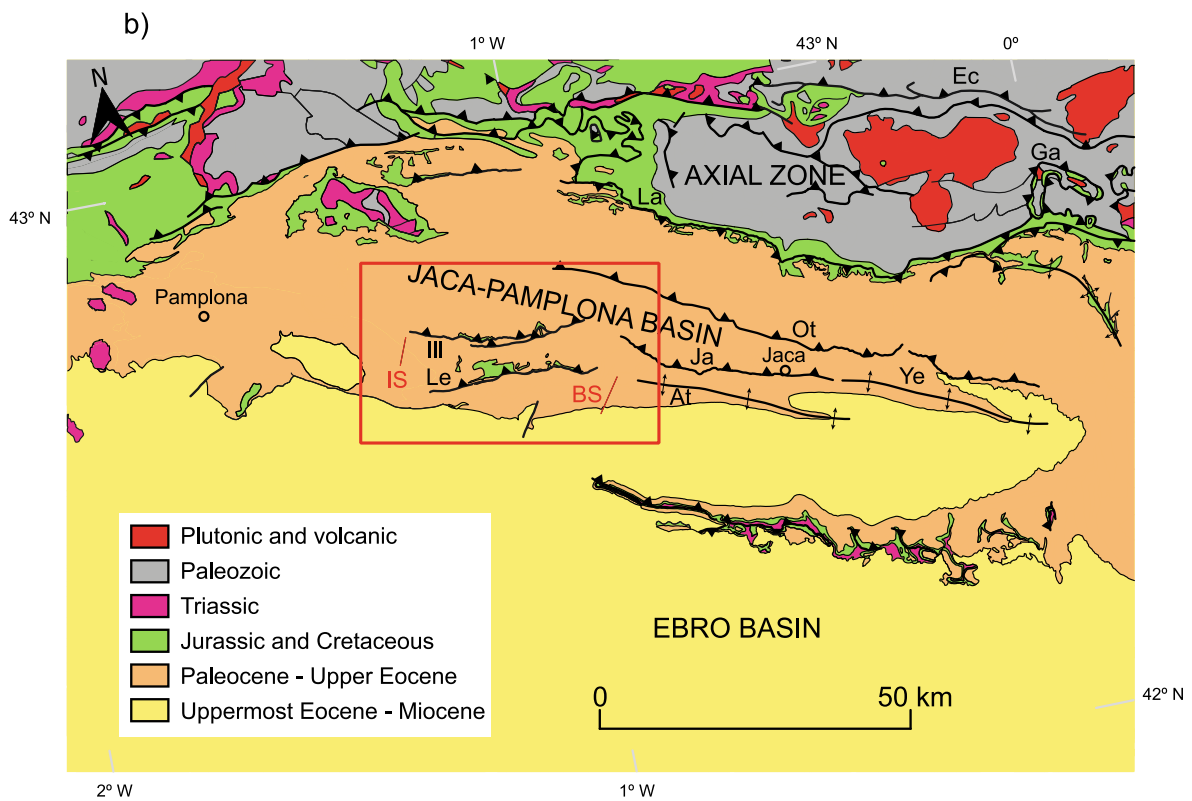 b)
1º W
43º N
0º
N
Ec
Ga
AXIAL ZONE
La
43º N
JACA-PAMPLONA BASIN
Pamplona
Ot
Ill
Ja
Jaca
IS
Le
BS
At
Ye
Plutonic and volcanic
Paleozoic
Triassic
Jurassic and Cretaceous
Paleocene - Upper Eocene
Uppermost Eocene - Miocene
EBRO BASIN
0
50 km
42º N
2º W
1º W